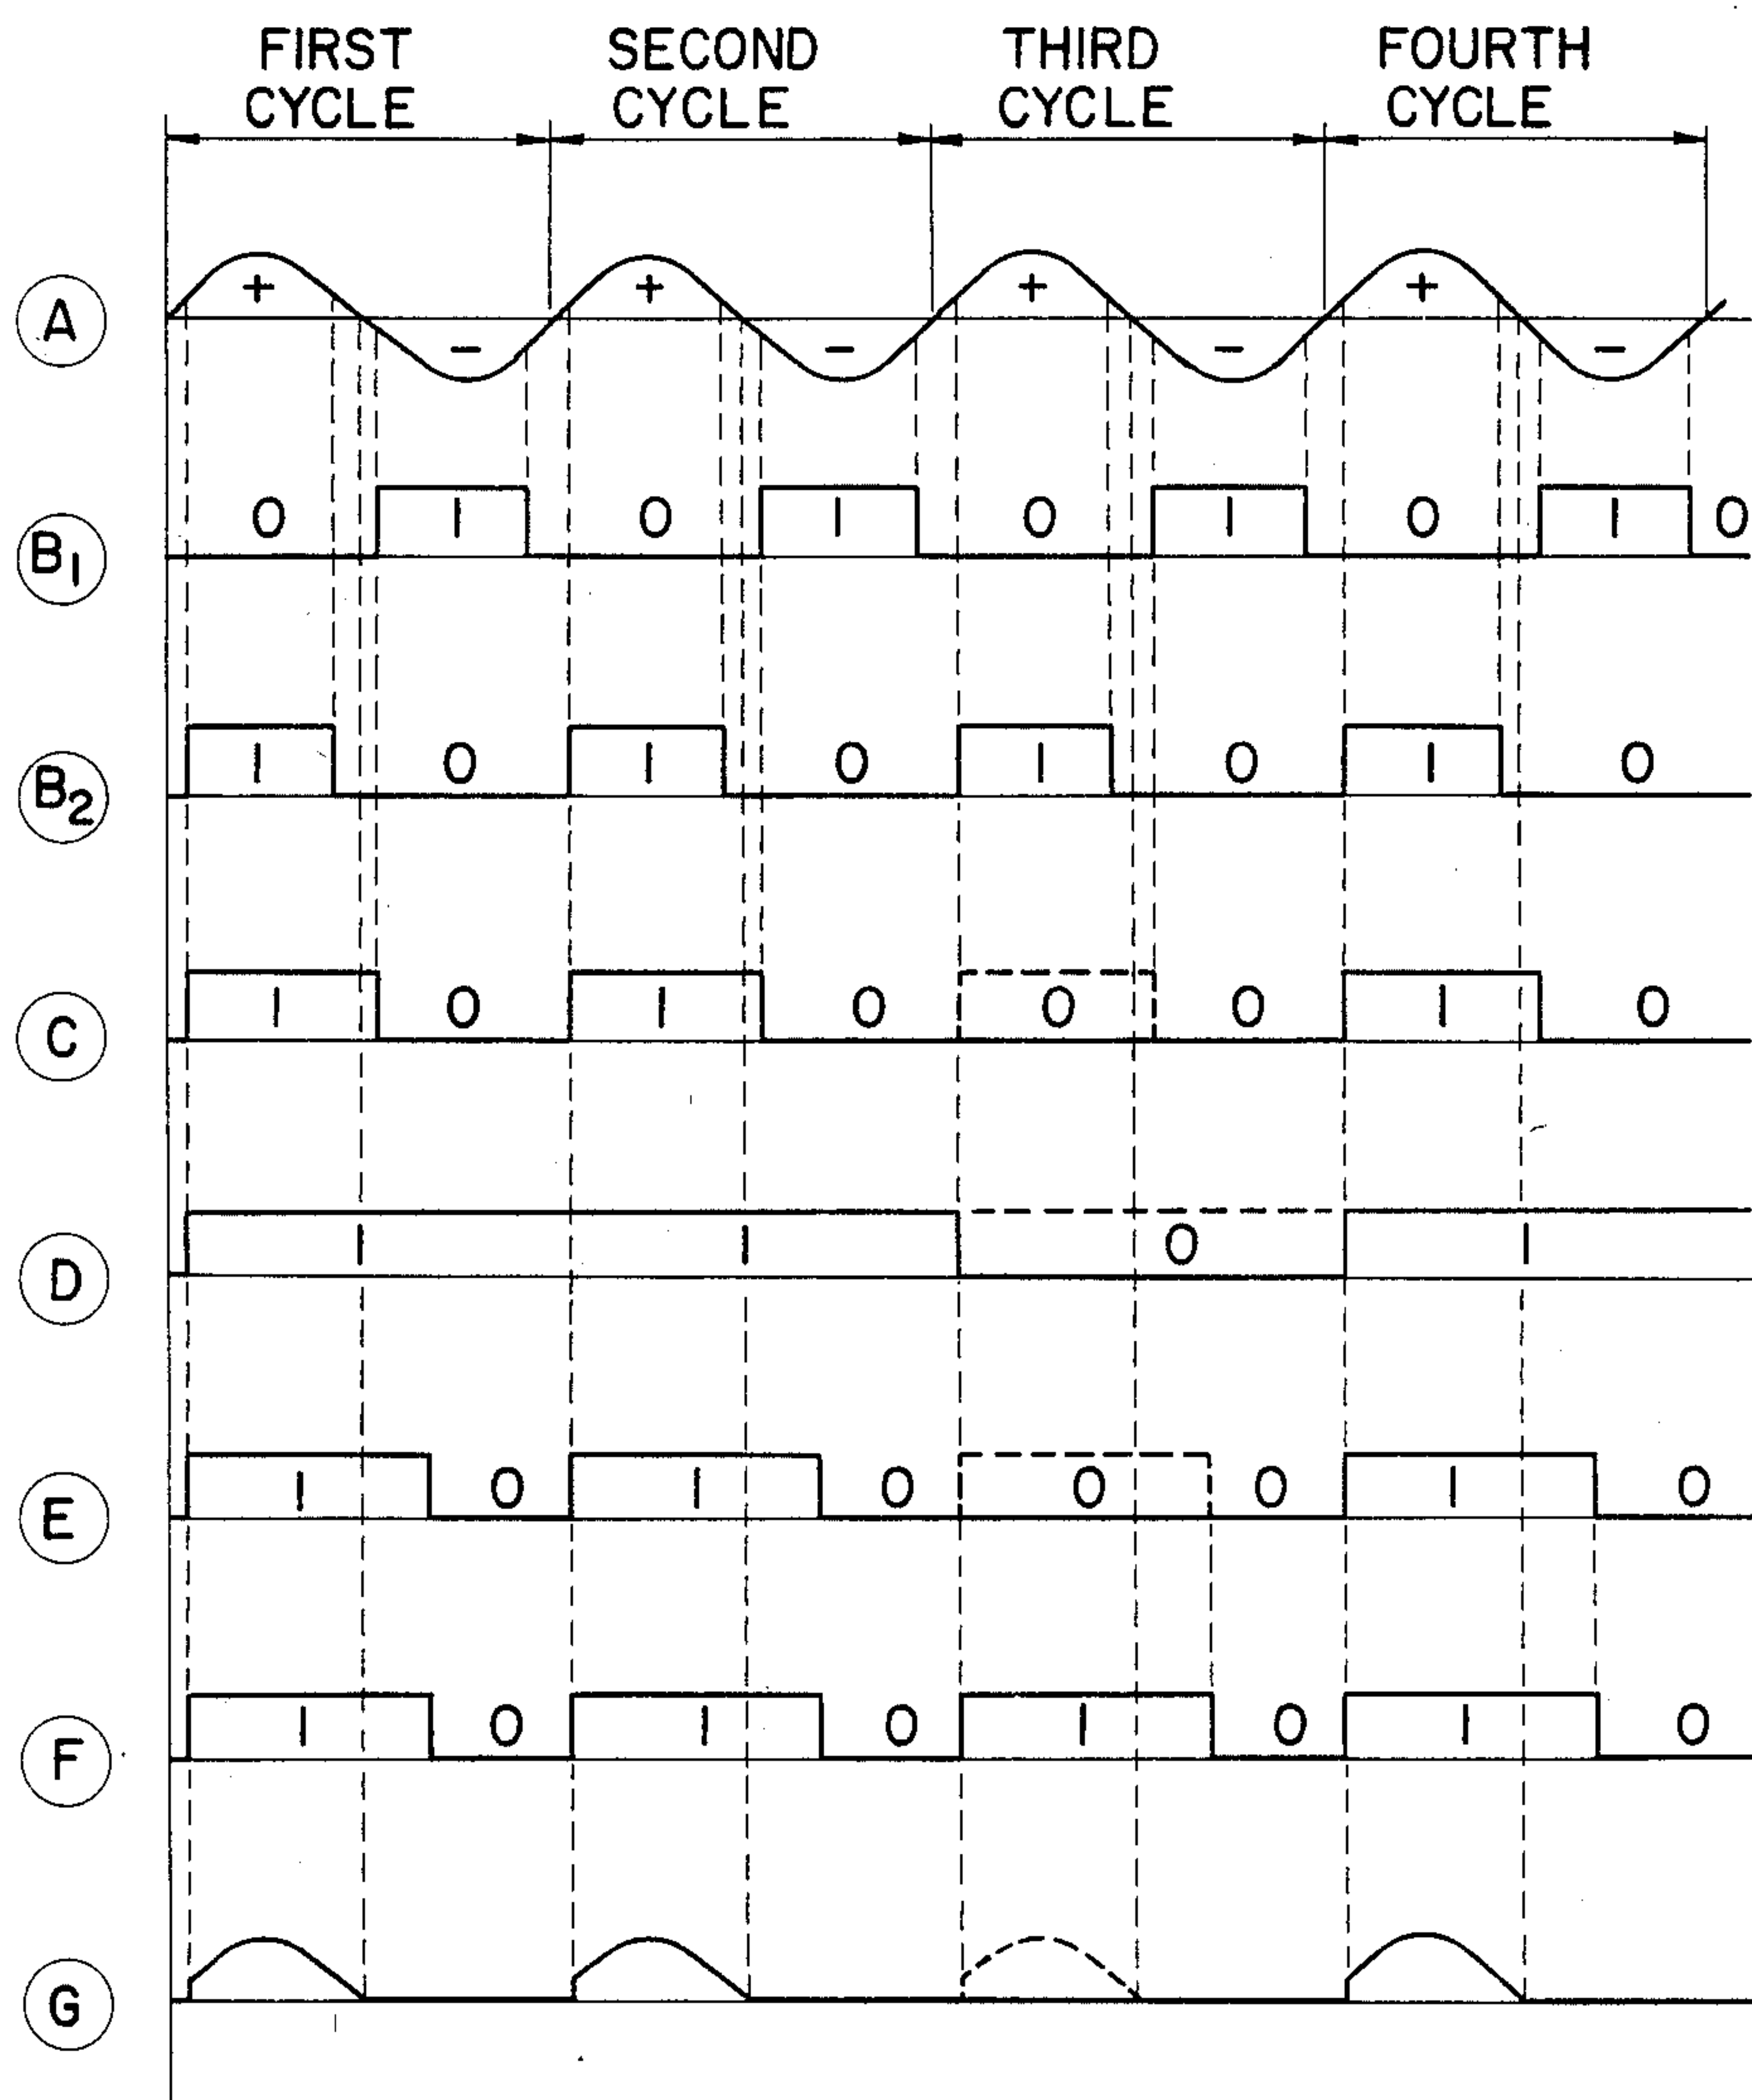 FIRST CYCLE
SECOND CYCLE
THIRD CYCLE
FOURTH CYCLE
A + - + - + - + -
B1 0 1 0 1 0 1 0 1 0
B2 1 0 1 0 1 0 1 0
C 1 0 1 0 0 0 1 0
D 1 1 0 1
E 1 0 1 0 0 0 1 0
F 1 0 1 0 1 0 1 0
G